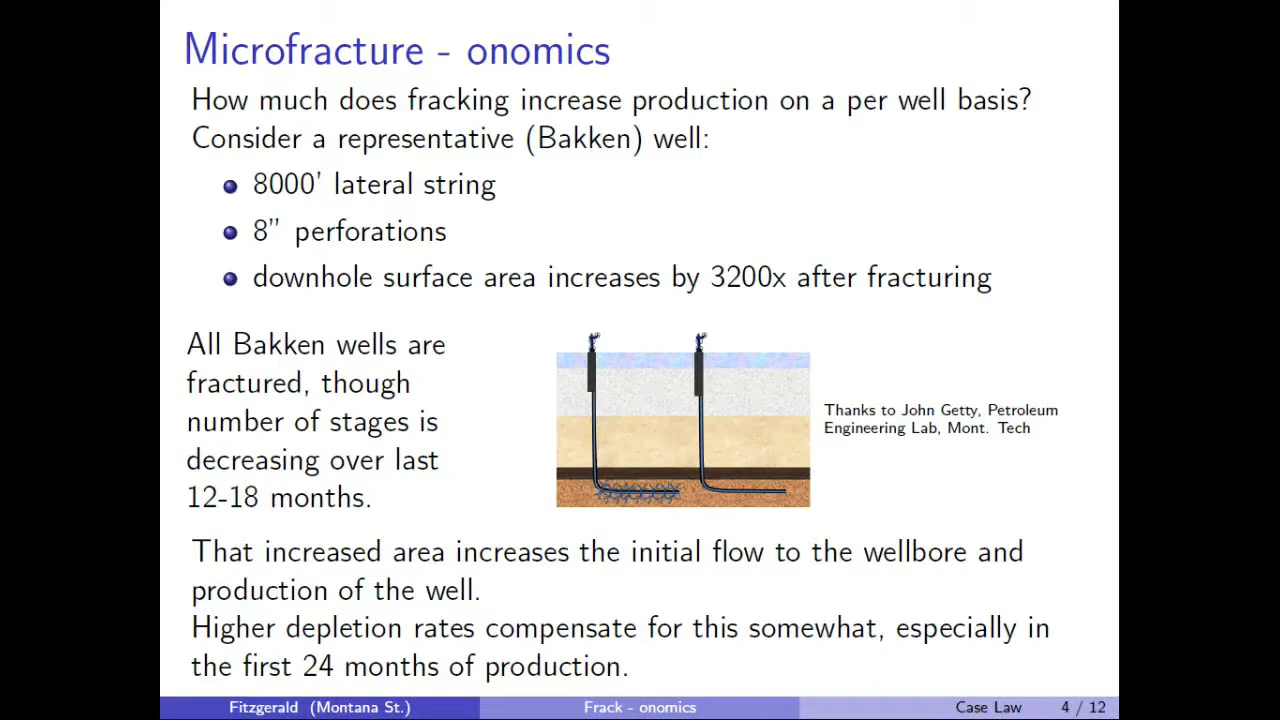 Microfracture - onomics
How much does fracking increase production on a per well basis?
Consider a representative (Bakken) well:
8000’ lateral string
8” perforations
downhole surface area increases by 3200x after fracturing
All Bakken wells are
fractured, though
number of stages is
decreasing over last
12-18 months.
Thanks to John Getty, Petroleum
Engineering Lab, Mont. Tech
That increased area increases the initial flow to the wellbore and
production of the well.
Higher depletion rates compensate for this somewhat, especially in
the first 24 months of production.
Fitzgerald (Montana St.) Frack - onomics Case Law 4 / 12